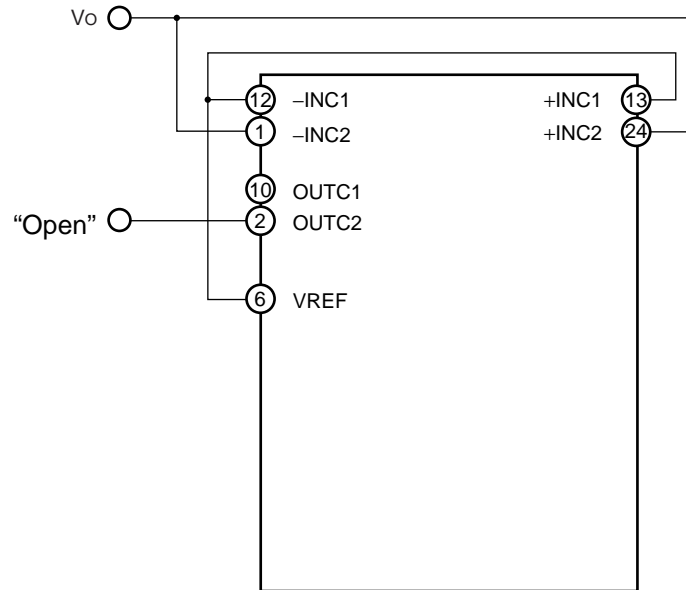 Vo
12 −INC1 +INC1 13
1 −INC2 +INC2 24
10 OUTC1
“Open” 2 OUTC2
6 VREF